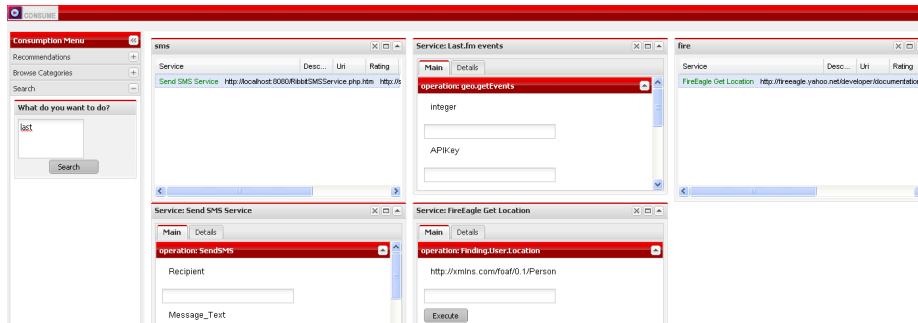 CONSUME
Consumption Menu
Recommendations
Browse Categories
Search
What do you want to do?
last
Search
sms
Service Desc... Uri Rating
Send SMS Service http://localhost:8080/RibbitSMSService.php.htm http://s
Service: Last.fm events
Main Details
operation: geo.getEvents
integer
APIKey
fire
Service Desc... Uri Rating
FireEagle Get Location http://fireeagle.yahoo.net/developer/documentation
Service: Send SMS Service
Main Details
operation: SendSMS
Recipient
Message_Text
Service: FireEagle Get Location
Main Details
operation: Finding.User.Location
http://xmlns.com/foaf/0.1/Person
Execute